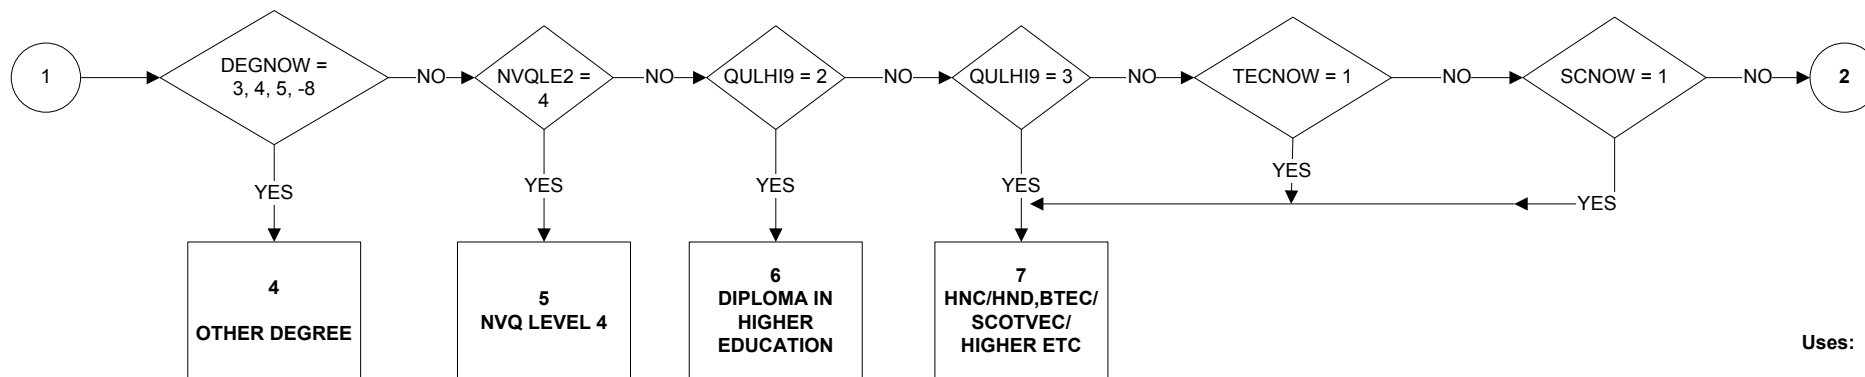 1
DEGNOW =
3, 4, 5, -8
NO
NVQLE2 =
4
NO
QULHI9 = 2
NO
QULHI9 = 3
NO
TECNOW = 1
NO
SCNOW = 1
NO
2
YES
YES
YES
YES
YES
YES
4
OTHER DEGREE
5
NVQ LEVEL 4
6
DIPLOMA IN
HIGHER
EDUCATION
7
HNC/HND,BTEC/
SCOTVEC/
HIGHER ETC
Uses: